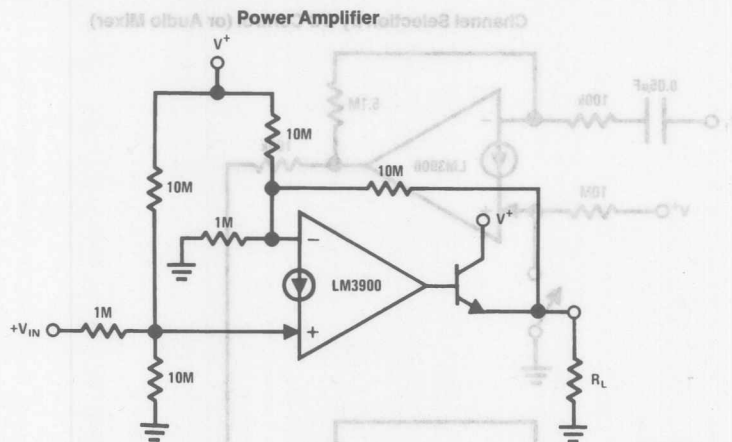 Power Amplifier
V+
10M
10M
10M
1M
V+
−
LM3900
+VIN
1M
+
10M
RL